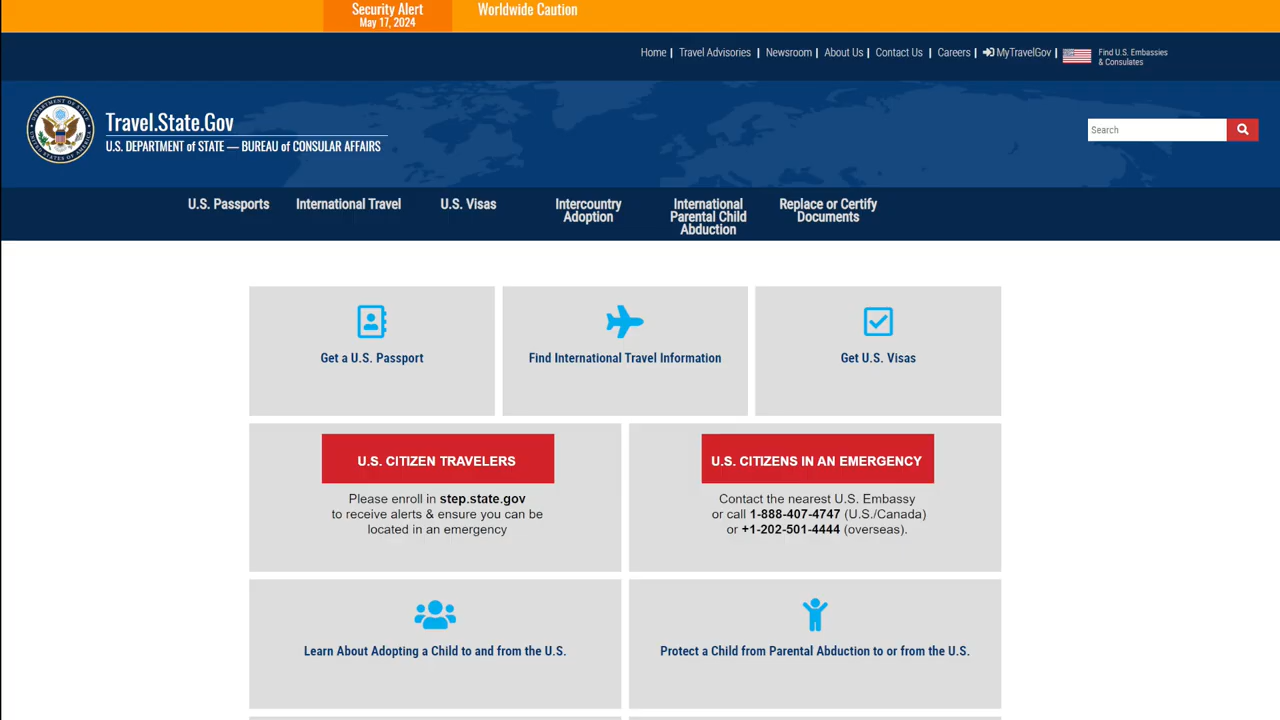 Security Alert
May 17, 2024
Worldwide Caution
Home | Travel Advisories | Newsroom | About Us | Contact Us | Careers | MyTravelGov |
Find U.S. Embassies
& Consulates
Travel.State.Gov
U.S. DEPARTMENT of STATE — BUREAU of CONSULAR AFFAIRS
Search
U.S. Passports
International Travel
U.S. Visas
Intercountry
Adoption
International
Parental Child
Abduction
Replace or Certify
Documents
Get a U.S. Passport
Find International Travel Information
Get U.S. Visas
U.S. CITIZEN TRAVELERS
Please enroll in step.state.gov
to receive alerts & ensure you can be
located in an emergency
U.S. CITIZENS IN AN EMERGENCY
Contact the nearest U.S. Embassy
or call 1-888-407-4747 (U.S./Canada)
or +1-202-501-4444 (overseas).
Learn About Adopting a Child to and from the U.S.
Protect a Child from Parental Abduction to or from the U.S.